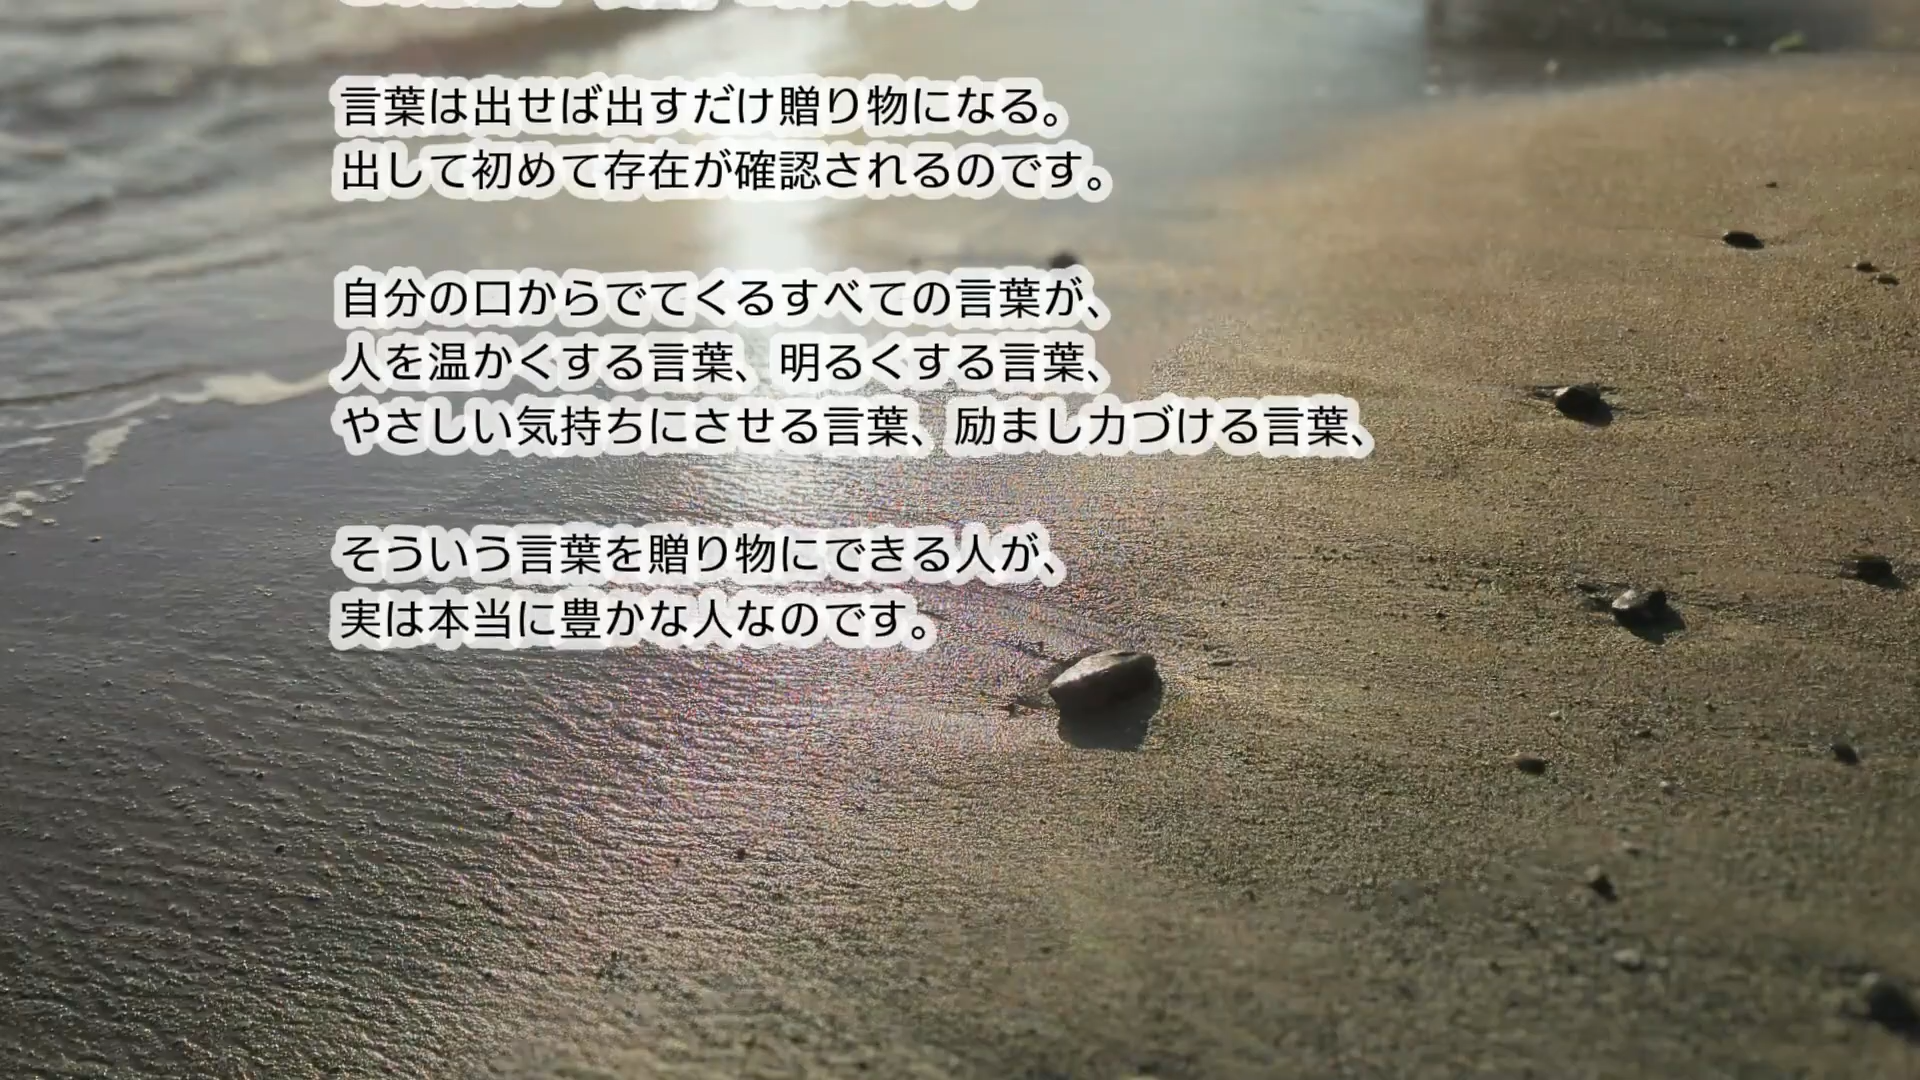 言葉は出せば出すだけ贈り物になる。
出して初めて存在が確認されるのです。
自分の口からでてくるすべての言葉が、
人を温かくする言葉、明るくする言葉、
やさしい気持ちにさせる言葉、励まし力づける言葉、
そういう言葉を贈り物にできる人が、
実は本当に豊かな人なのです。